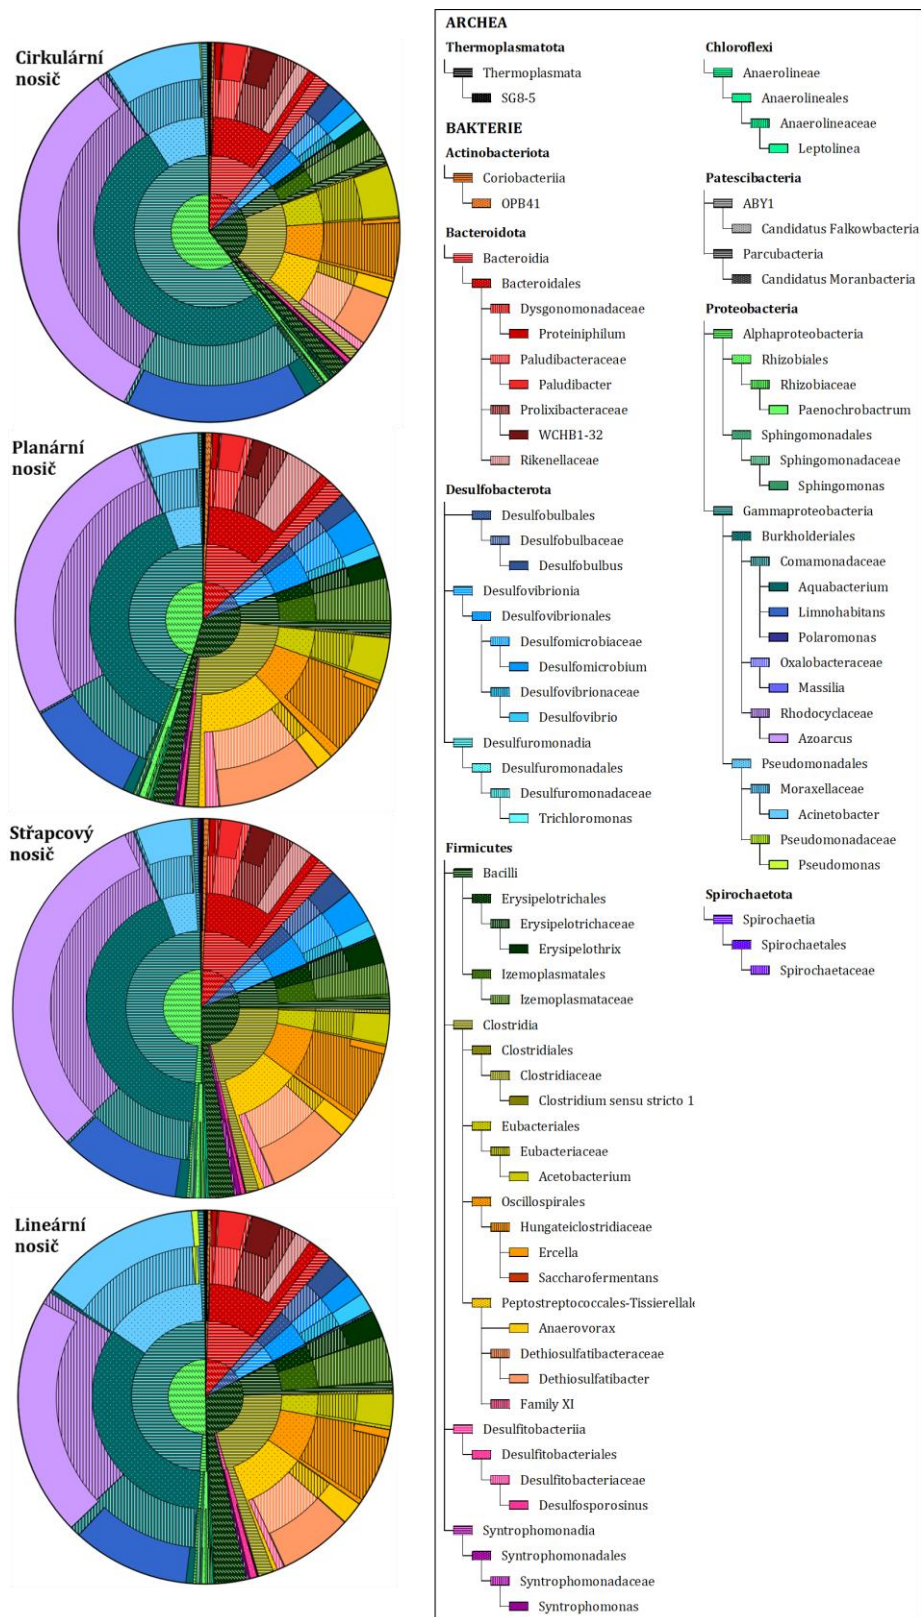 Cirkulární
nosič
Planární
nosič
Střapcový
nosič
Lineární
nosič
ARCHEA
Thermoplasmatota
Thermoplasmata
SG8-5
BAKTERIE
Actinobacteriota
Coriobacteriia
OPB41
Bacteroidota
Bacteroidia
Bacteroidales
Dysgonomonadaceae
Proteiniphilum
Paludibacteraceae
Paludibacter
Prolixibacteraceae
WCHB1-32
Rikenellaceae
Desulfobacterota
Desulfobulbales
Desulfobulbaceae
Desulfobulbus
Desulfovibrionia
Desulfovibrionales
Desulfomicrobiaceae
Desulfomicrobium
Desulfovibrionaceae
Desulfovibrio
Desulfuromonadia
Desulfuromonadales
Desulfuromonadaceae
Trichloromonas
Firmicutes
Bacilli
Erysipelotrichales
Erysipelotrichaceae
Erysipelothrix
Izemoplasmatales
Izemoplasmataceae
Clostridia
Clostridiales
Clostridiaceae
Clostridium sensu stricto 1
Eubacteriales
Eubacteriaceae
Acetobacterium
Oscillospirales
Hungateiclostridiaceae
Ercella
Saccharofermentans
Peptostreptococcales-Tissierellale
Anaerovorax
Dethiosulfatibacteraceae
Dethiosulfatibacter
Family XI
Desulfitobacteriia
Desulfitobacteriales
Desulfitobacteriaceae
Desulfosporosinus
Syntrophomonadia
Syntrophomonadales
Syntrophomonadaceae
Syntrophomonas
Chloroflexi
Anaerolineae
Anaerolineales
Anaerolineaceae
Leptolinea
Patescibacteria
ABY1
Candidatus Falkowbacteria
Parcubacteria
Candidatus Moranbacteria
Proteobacteria
Alphaproteobacteria
Rhizobiales
Rhizobiaceae
Paenochrobactrum
Sphingomonadales
Sphingomonadaceae
Sphingomonas
Gammaproteobacteria
Burkholderiales
Comamonadaceae
Aquabacterium
Limnohabitans
Polaromonas
Oxalobacteraceae
Massilia
Rhodocyclaceae
Azoarcus
Pseudomonadales
Moraxellaceae
Acinetobacter
Pseudomonadaceae
Pseudomonas
Spirochaetota
Spirochaetia
Spirochaetales
Spirochaetaceae